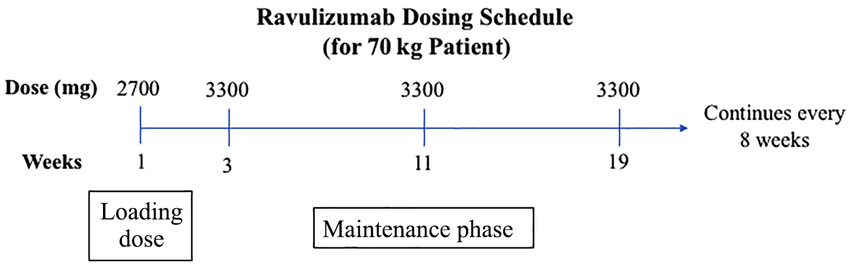 Ravulizumab Dosing Schedule
(for 70 kg Patient)
Dose (mg) 2700 3300 3300 3300
Continues every
8 weeks
Weeks 1 3 11 19
Loading
dose
Maintenance phase